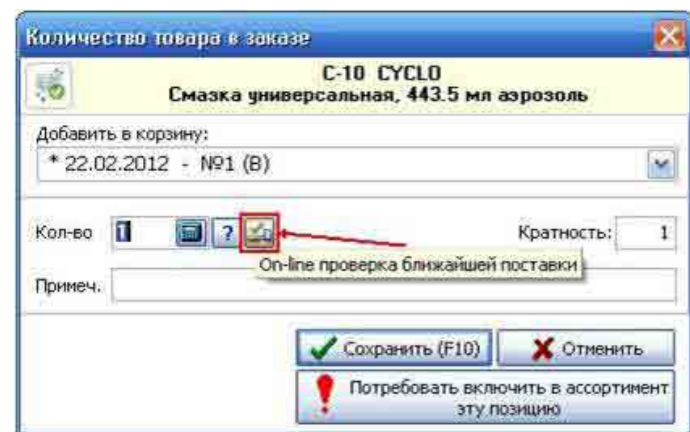 Количество товара в заказе
C-10 CYCLO
Смазка универсальная, 443.5 мл аэрозоль
Добавить в корзину:
* 22.02.2012 - №1 (В)
Кол-во 1 ? Кратность: 1
On-line проверка ближайшей поставки
Примеч.
Сохранить (F10) Отменить
Потребовать включить в ассортимент
эту позицию